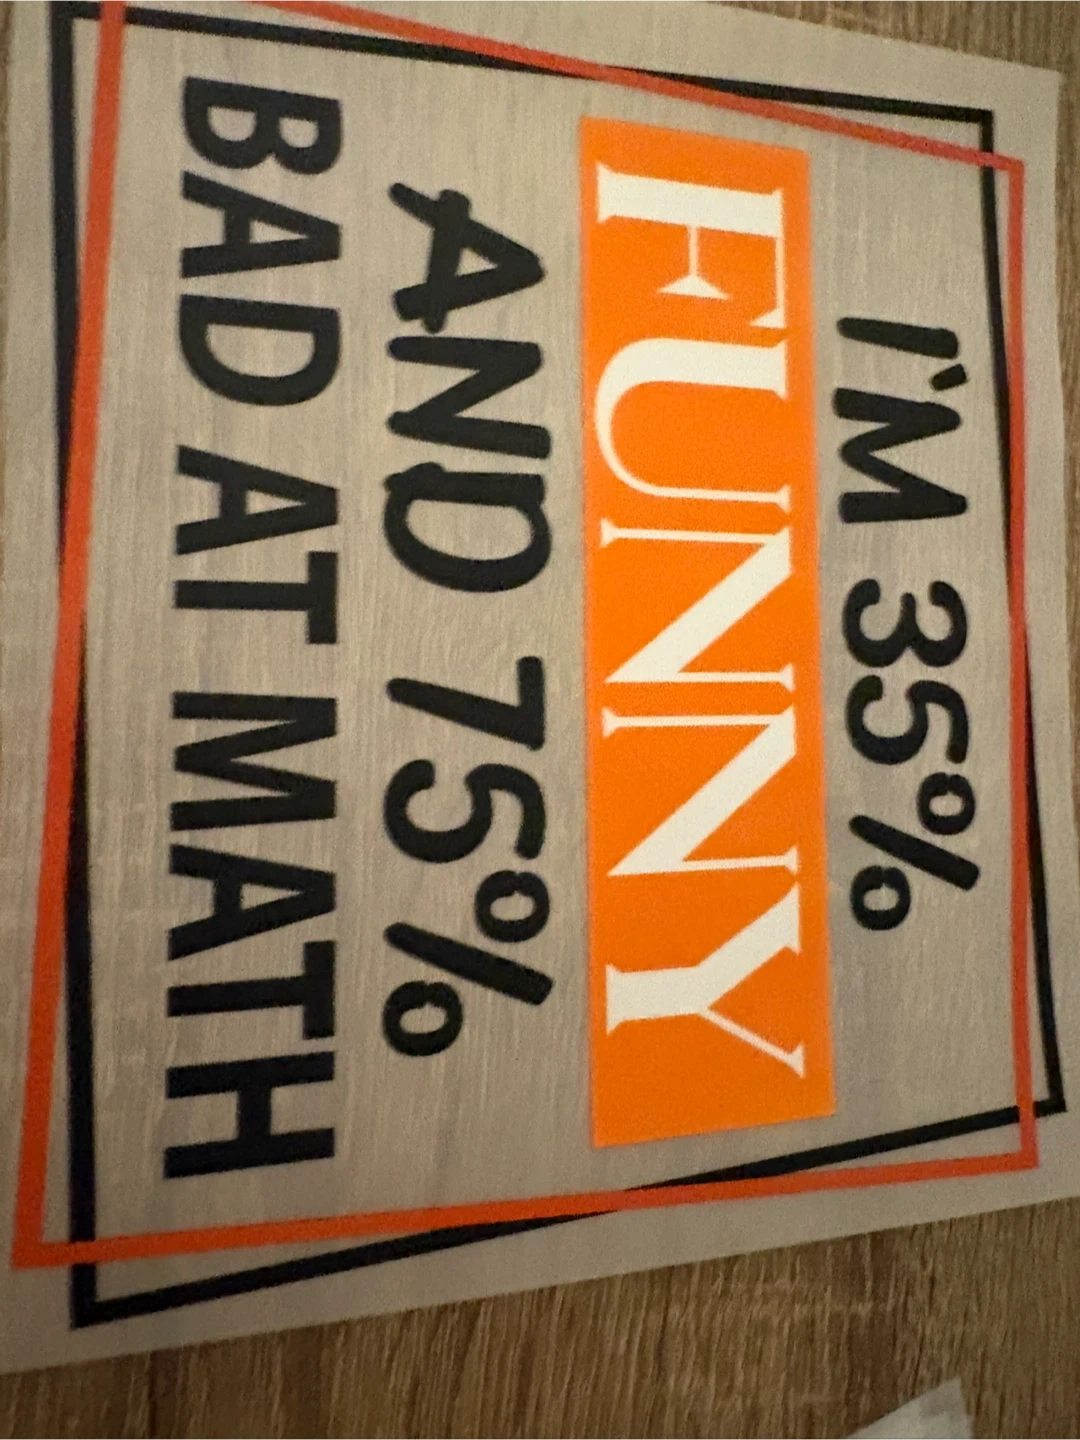 I'M 35%
FUNNY
AND 75%
BAD AT MATH